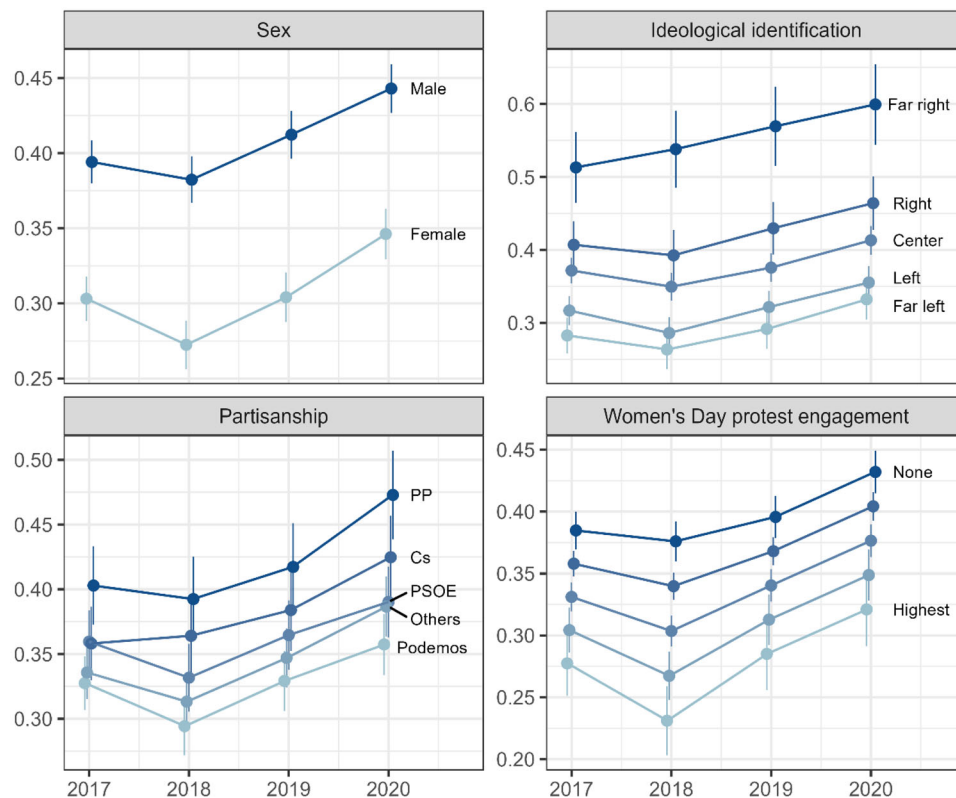 Sex
0.45
0.40
0.35
0.30
0.25
Male
Female
Ideological identification
0.6
0.5
0.4
0.3
Far right
Right
Center
Left
Far left
Partisanship
0.50
0.45
0.40
0.35
0.30
PP
Cs
PSOE
Others
Podemos
2017 2018 2019 2020
Women's Day protest engagement
0.45
0.40
0.35
0.30
0.25
0.20
None
Highest
2017 2018 2019 2020